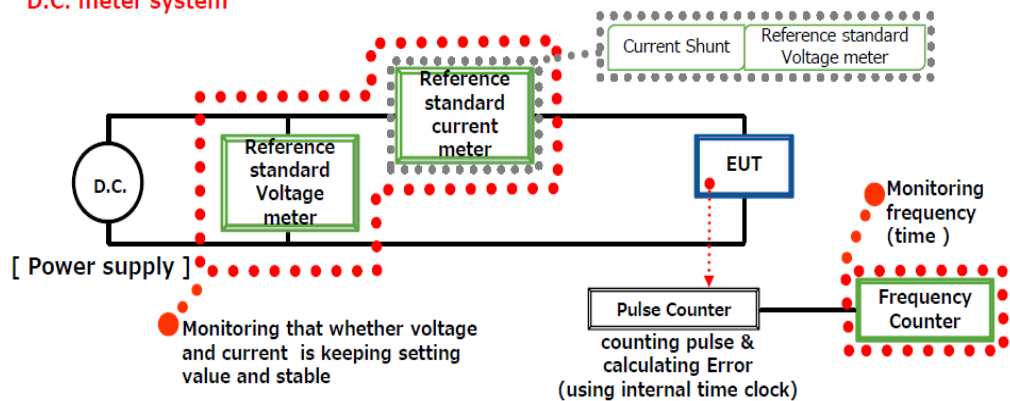 D.C. meter system
Current Shunt
Reference standard
Voltage meter
Reference
standard
current
meter
Reference
standard
Voltage
meter
D.C.
EUT
[ Power supply ]
Monitoring
frequency
(time )
Pulse Counter
Frequency
Counter
Monitoring that whether voltage
and current is keeping setting
value and stable
counting pulse &
calculating Error
(using internal time clock)